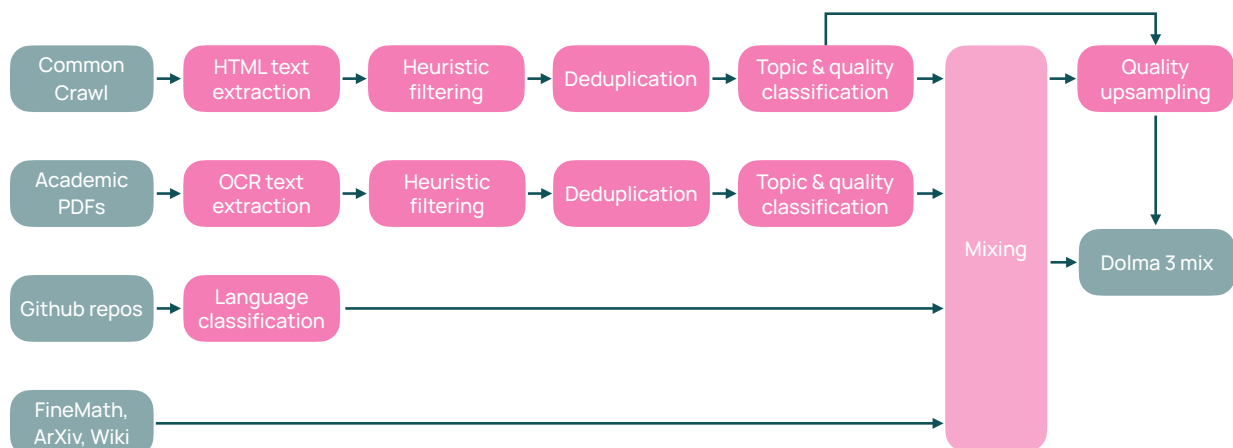 Common
Crawl
HTML text
extraction
Heuristic
filtering
Deduplication
Topic & quality
classification
Quality
upsampling
Academic
PDFs
OCR text
extraction
Heuristic
filtering
Deduplication
Topic & quality
classification
Mixing
Dolma 3 mix
Github repos
Language
classification
FineMath,
ArXiv, Wiki